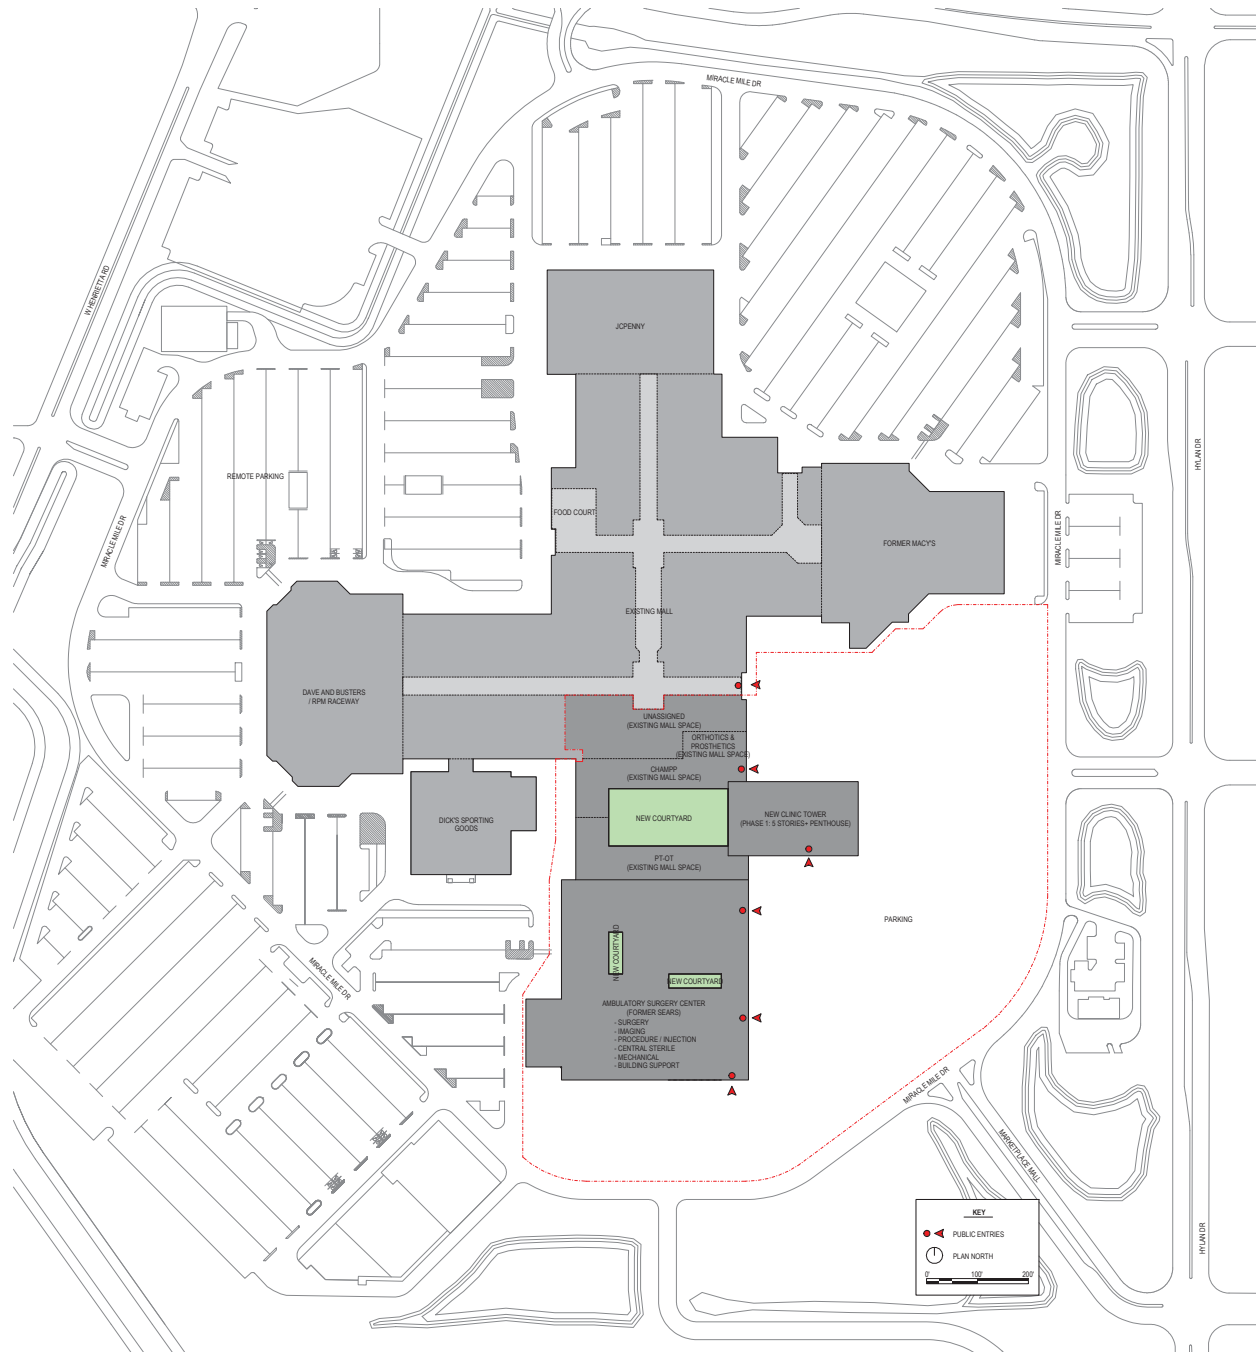 MIRACLE MILE DR
W HENRIETTA RD
JCPENNY
HYLAN DR
REMOTE PARKING
FOOD COURT
MIRACLE MILE DR
MIRACLE MILE DR
FORMER MACY'S
EXISTING MALL
DAVE AND BUSTERS
/ RPM RACEWAY
UNASSIGNED
(EXISTING MALL SPACE)
ORTHOTICS &
PROSTHETICS
(EXISTING MALL SPACE)
CHAMPP
(EXISTING MALL SPACE)
DICK'S SPORTING
GOODS
NEW COURTYARD
NEW CLINIC TOWER
(PHASE 1: 5 STORIES+ PENTHOUSE)
PT-OT
(EXISTING MALL SPACE)
PARKING
NEW COURTYARD
NEW COURTYARD
MIRACLE MILE DR
AMBULATORY SURGERY CENTER
(FORMER SEARS)
- SURGERY
- IMAGING
- PROCEDURE / INJECTION
- CENTRAL STERILE
- MECHANICAL
- BUILDING SUPPORT
MIRACLE MILE DR
MARKETPLACE MALL
HYLAN DR
KEY
PUBLIC ENTRIES
PLAN NORTH
0' 100' 200'